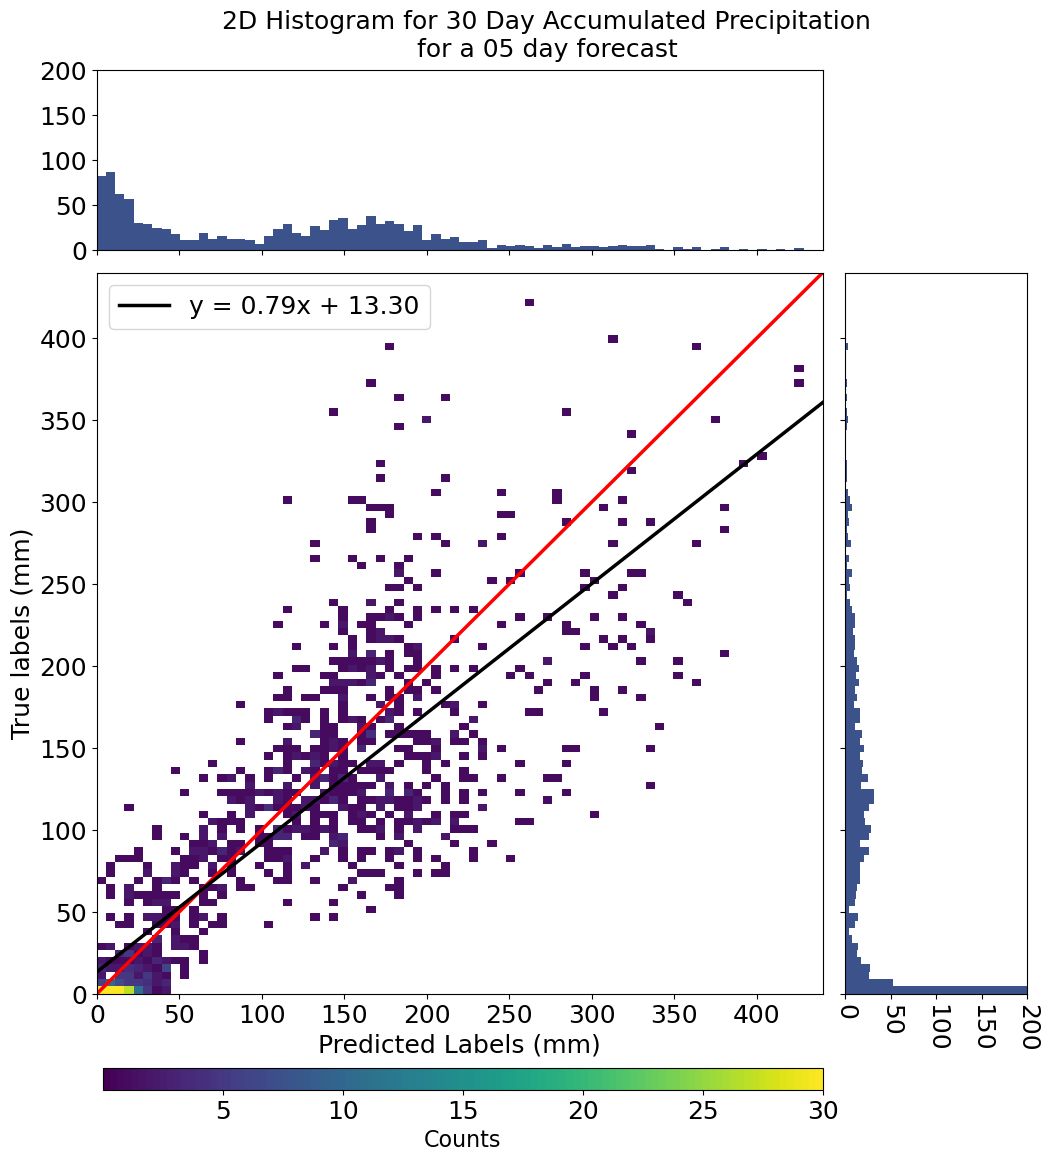 2D Histogram for 30 Day Accumulated Precipitation
for a 05 day forecast
200
150
100
50
0
y = 0.79x + 13.30
400
350
300
250
200
150
100
50
0
True labels (mm)
0 50 100 150 200 250 300 350 400
Predicted Labels (mm)
0 50 100 150 200
5 10 15 20 25 30
Counts